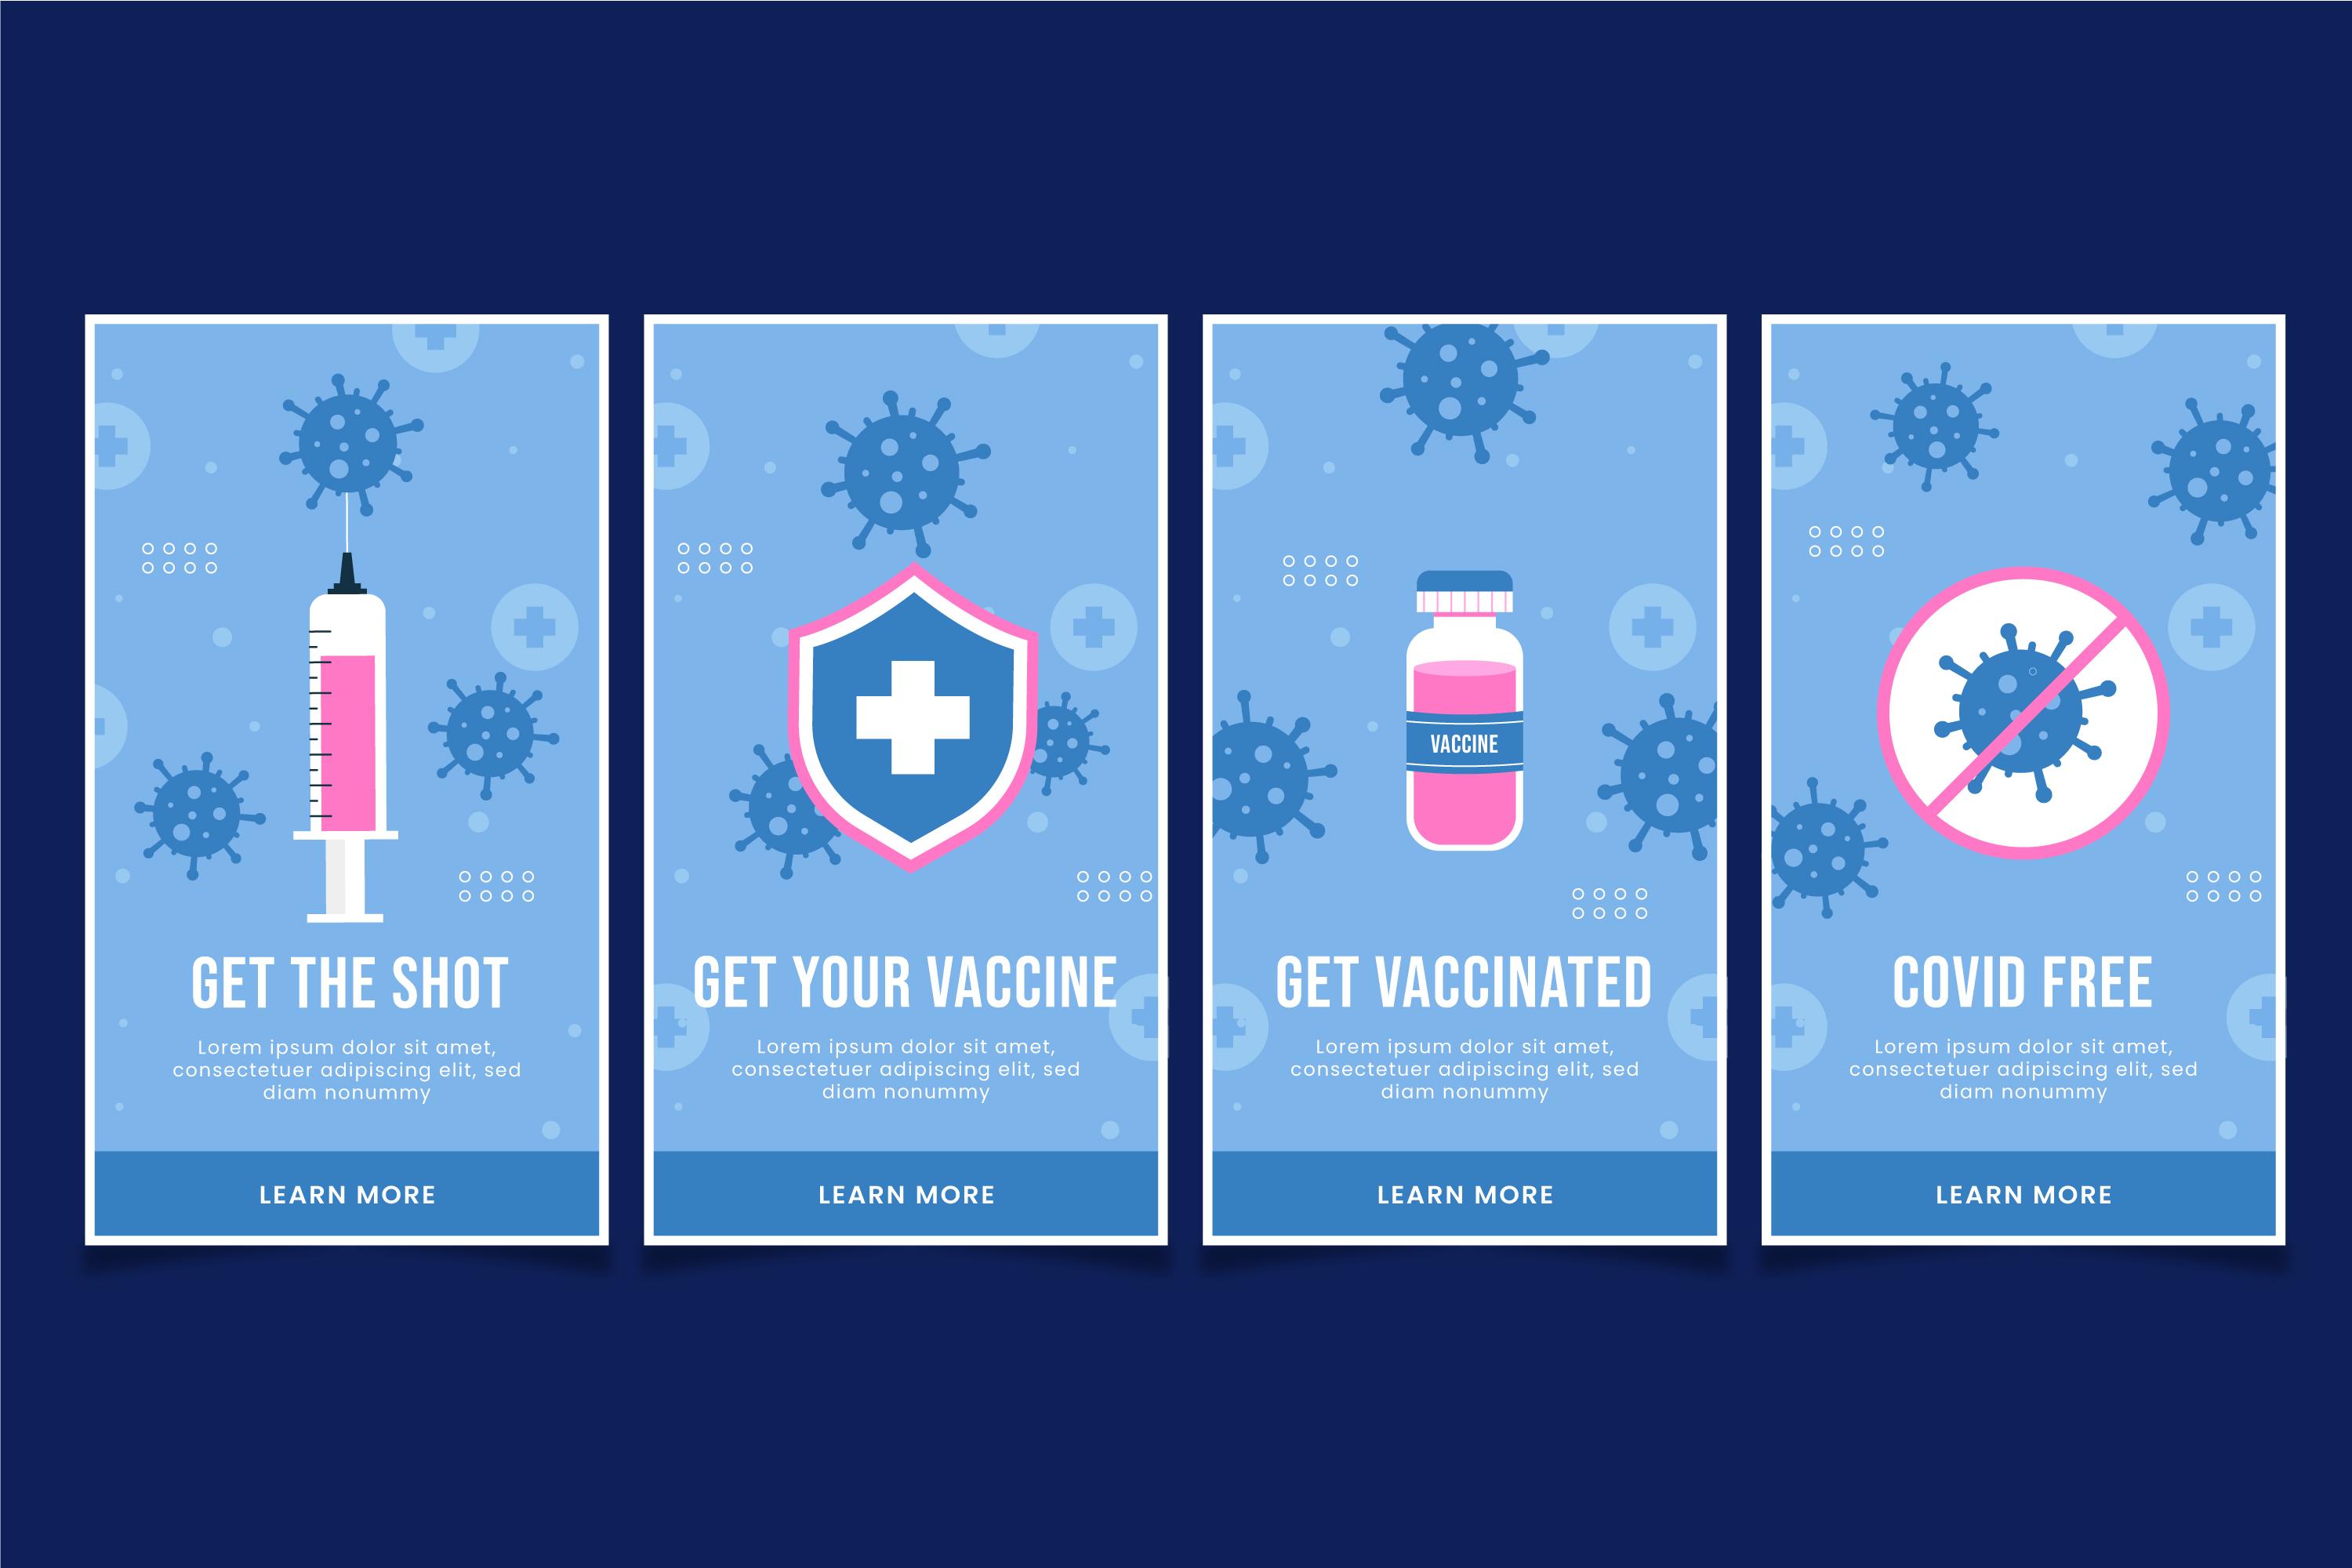 GET THE SHOT
Lorem ipsum dolor sit amet,
consectetuer adipiscing elit, sed
diam nonummy
LEARN MORE
GET YOUR VACCINE
Lorem ipsum dolor sit amet,
consectetuer adipiscing elit, sed
diam nonummy
LEARN MORE
VACCINE
GET VACCINATED
Lorem ipsum dolor sit amet,
consectetuer adipiscing elit, sed
diam nonummy
LEARN MORE
COVID FREE
Lorem ipsum dolor sit amet,
consectetuer adipiscing elit, sed
diam nonummy
LEARN MORE